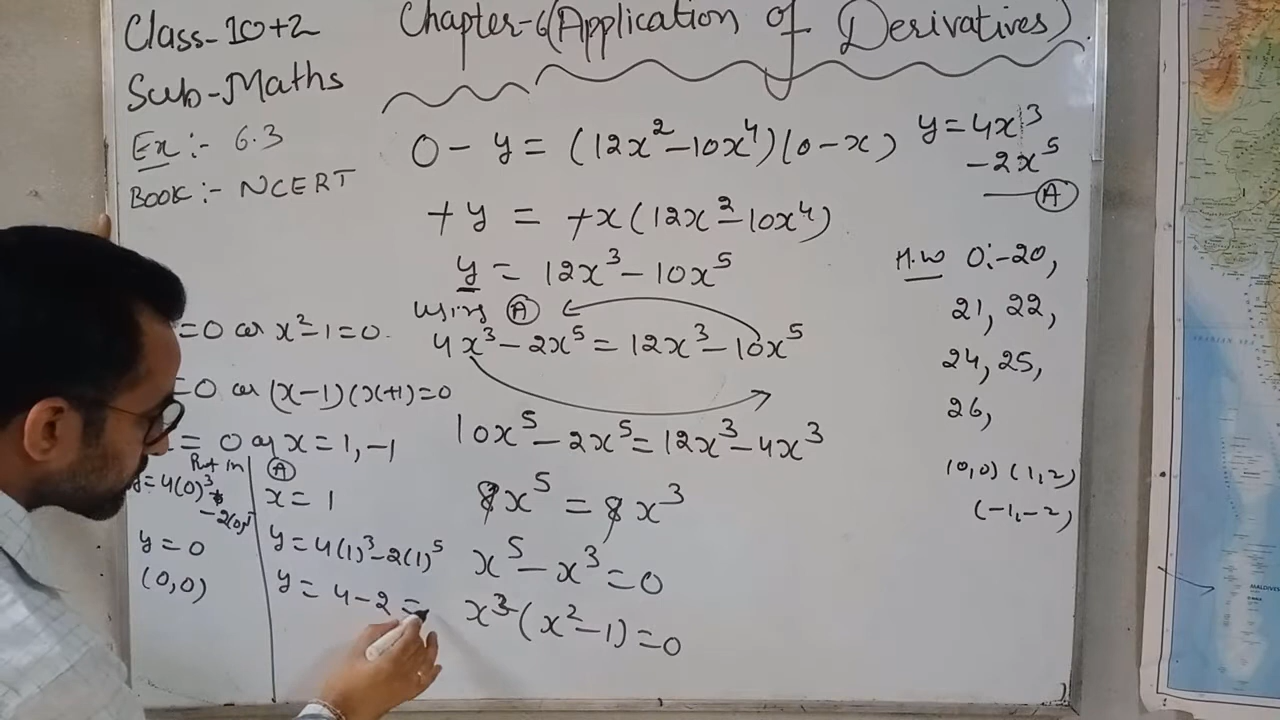 Class-10+2
Chapter-6(Application of Derivatives)
Sub-Maths
Ex:- 6.3
BOOK:- NCERT
0 - y = (12x² - 10x⁴)(0 - x)
y = 4x³
- 2x⁵
Ⓐ
+y = +x(12x² - 10x⁴)
y = 12x³ - 10x⁵
using Ⓐ
4x³ - 2x⁵ = 12x³ - 10x⁵
10x⁵ - 2x⁵ = 12x³ - 4x³
8x⁵ = 8x³
x⁵ - x³ = 0
x³(x² - 1) = 0
=0 or x² - 1 = 0.
=0 or (x-1)(x+1)=0
= 0 or x = 1, -1
Put in Ⓐ
y = 4(0)³
- 2(0)⁵
y = 0
(0,0)
x = 1
y = 4(1)³ - 2(1)⁵
y = 4 - 2 =
H.W Q:-20,
21, 22,
24, 25,
26,
(0,0) (1,2)
(-1,-2)
MALDIVES